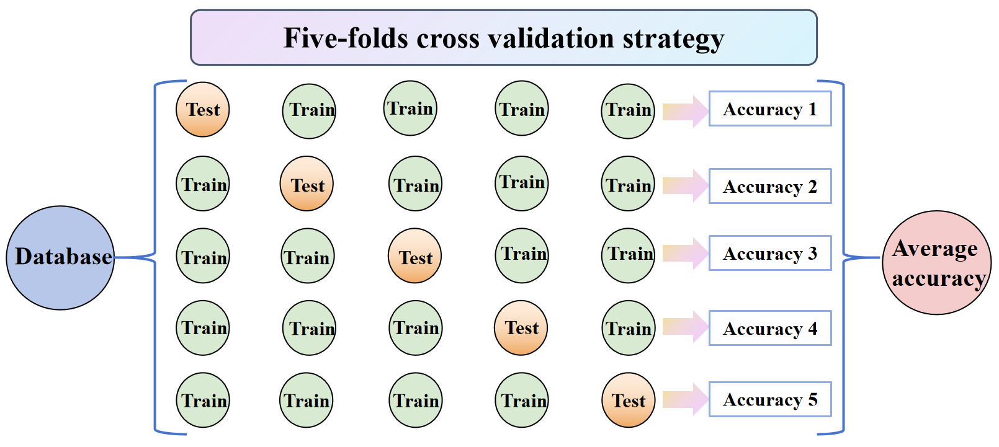 Five-folds cross validation strategy
Test Train Train Train Train Accuracy 1
Train Test Train Train Train Accuracy 2
Database
Train Train Test Train Train Accuracy 3
Average
accuracy
Train Train Train Test Train Accuracy 4
Train Train Train Train Test Accuracy 5